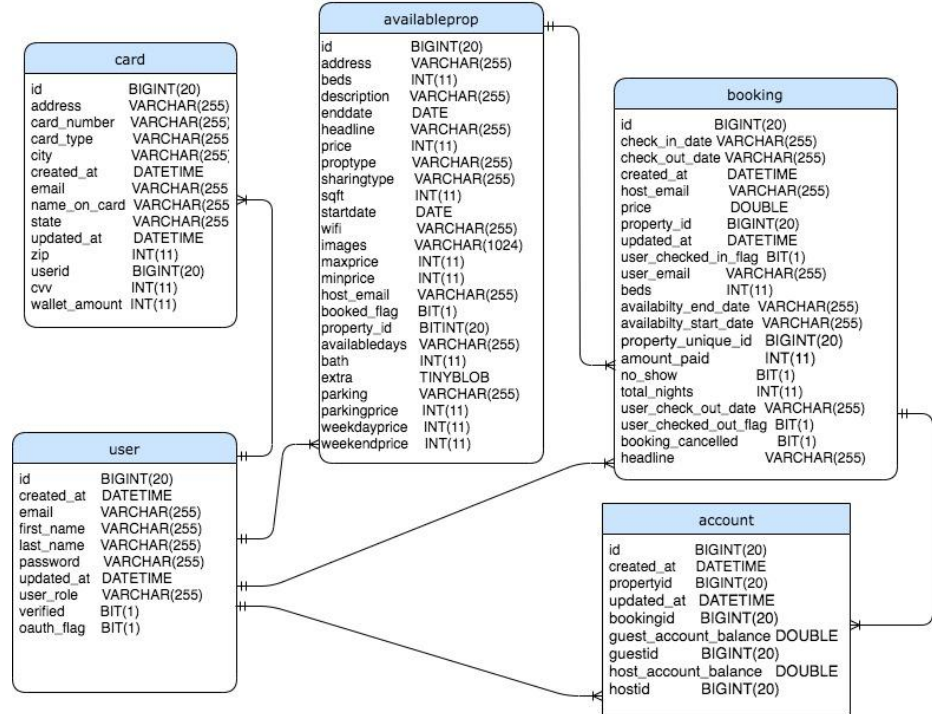 card
id BIGINT(20)
address VARCHAR(255)
card_number VARCHAR(255)
card_type VARCHAR(255
city VARCHAR(255)
created_at DATETIME
email VARCHAR(255
name_on_card VARCHAR(255
state VARCHAR(255
updated_at DATETIME
zip INT(11)
userid BIGINT(20)
cvv INT(11)
wallet_amount INT(11)
availableprop
id BIGINT(20)
address VARCHAR(255)
beds INT(11)
description VARCHAR(255)
enddate DATE
headline VARCHAR(255)
price INT(11)
proptype VARCHAR(255)
sharingtype VARCHAR(255)
sqft INT(11)
startdate DATE
wifi VARCHAR(255)
images VARCHAR(1024)
maxprice INT(11)
minprice INT(11)
host_email VARCHAR(255)
booked_flag BIT(1)
property_id BITINT(20)
availabledays VARCHAR(255)
bath INT(11)
extra TINYBLOB
parking VARCHAR(255)
parkingprice INT(11)
weekdayprice INT(11)
weekendprice INT(11)
booking
id BIGINT(20)
check_in_date VARCHAR(255)
check_out_date VARCHAR(255)
created_at DATETIME
host_email VARCHAR(255)
price DOUBLE
property_id BIGINT(20)
updated_at DATETIME
user_checked_in_flag BIT(1)
user_email VARCHAR(255)
beds INT(11)
availabilty_end_date VARCHAR(255)
availabilty_start_date VARCHAR(255)
property_unique_id BIGINT(20)
amount_paid INT(11)
no_show BIT(1)
total_nights INT(11)
user_check_out_date VARCHAR(255)
user_checked_out_flag BIT(1)
booking_cancelled BIT(1)
headline VARCHAR(255)
user
id BIGINT(20)
created_at DATETIME
email VARCHAR(255)
first_name VARCHAR(255)
last_name VARCHAR(255)
password VARCHAR(255)
updated_at DATETIME
user_role VARCHAR(255)
verified BIT(1)
oauth_flag BIT(1)
account
id BIGINT(20)
created_at DATETIME
propertyid BIGINT(20)
updated_at DATETIME
bookingid BIGINT(20)
guest_account_balance DOUBLE
guestid BIGINT(20)
host_account_balance DOUBLE
hostid BIGINT(20)